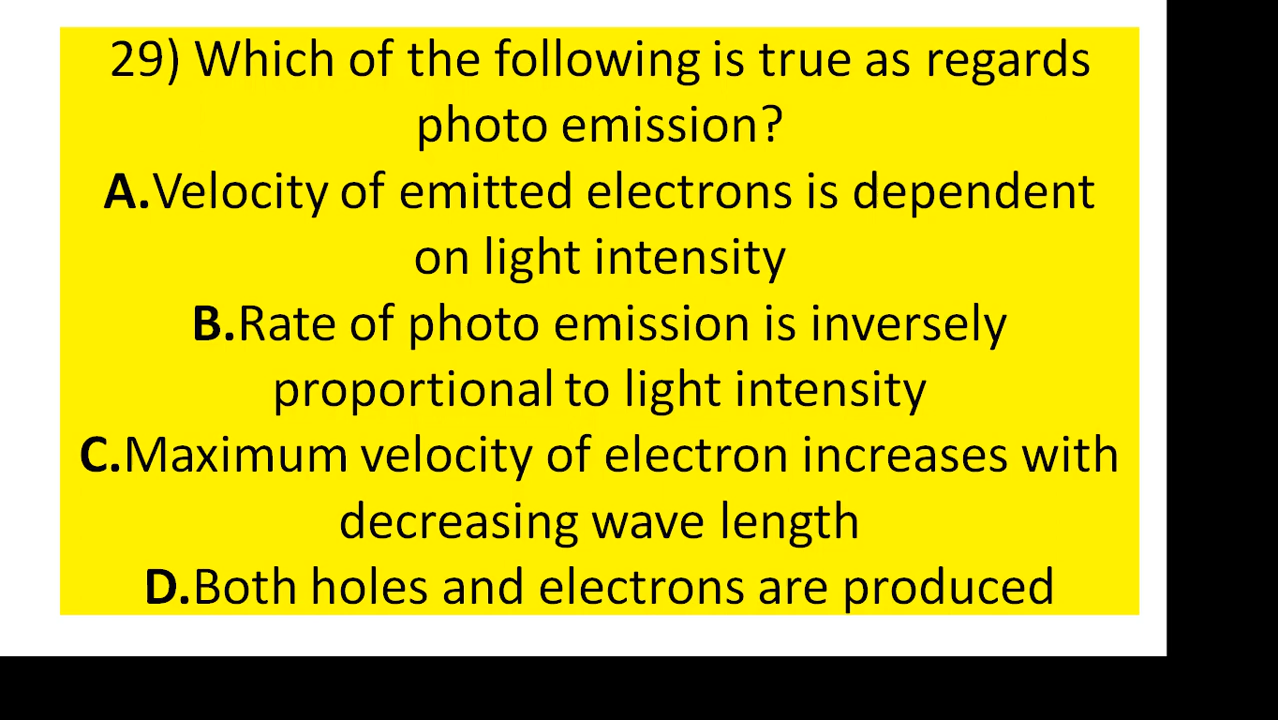 29) Which of the following is true as regards
photo emission?
A.Velocity of emitted electrons is dependent
on light intensity
B.Rate of photo emission is inversely
proportional to light intensity
C.Maximum velocity of electron increases with
decreasing wave length
D.Both holes and electrons are produced